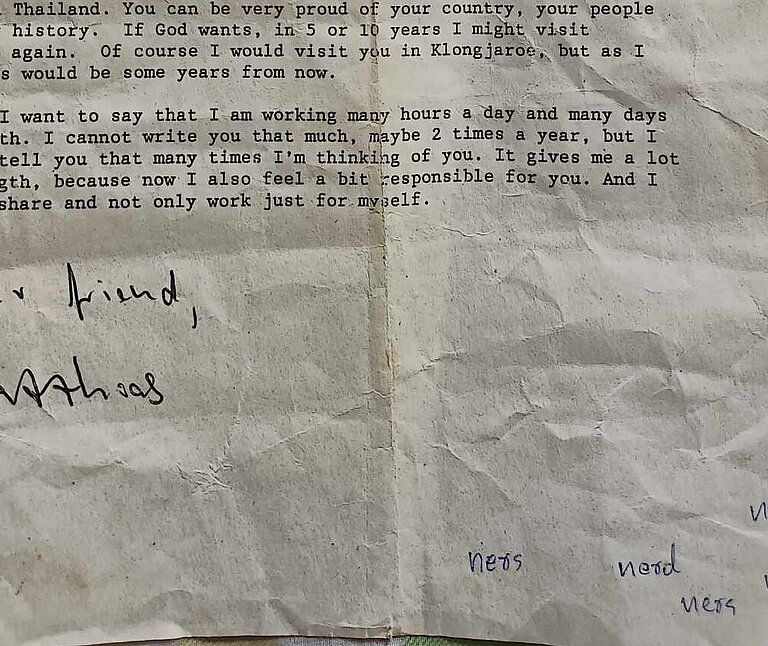 Thailand. You can be very proud of your country, your people
history. If God wants, in 5 or 10 years I might visit
again. Of course I would visit you in Klongjaroe, but as I
s would be some years from now.
I want to say that I am working many hours a day and many days
th. I cannot write you that much, maybe 2 times a year, but I
tell you that many times I'm thinking of you. It gives me a lot
gth, because now I also feel a bit responsible for you. And I
share and not only work just for myself.
r friend,
ners
nerd
ners